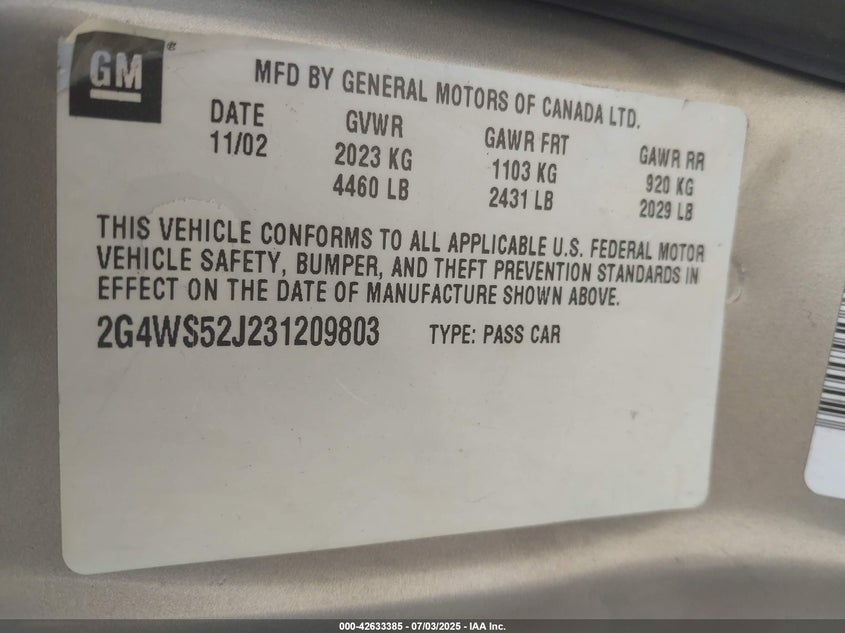 GM
MFD BY GENERAL MOTORS OF CANADA LTD.
DATE GVWR GAWR FRT GAWR RR
11/02 2023 KG 1103 KG 920 KG
4460 LB 2431 LB 2029 LB
THIS VEHICLE CONFORMS TO ALL APPLICABLE U.S. FEDERAL MOTOR
VEHICLE SAFETY, BUMPER, AND THEFT PREVENTION STANDARDS IN
EFFECT ON THE DATE OF MANUFACTURE SHOWN ABOVE.
2G4WS52J231209803 TYPE: PASS CAR
000-42633385 - 07/03/2025 - IAA Inc.